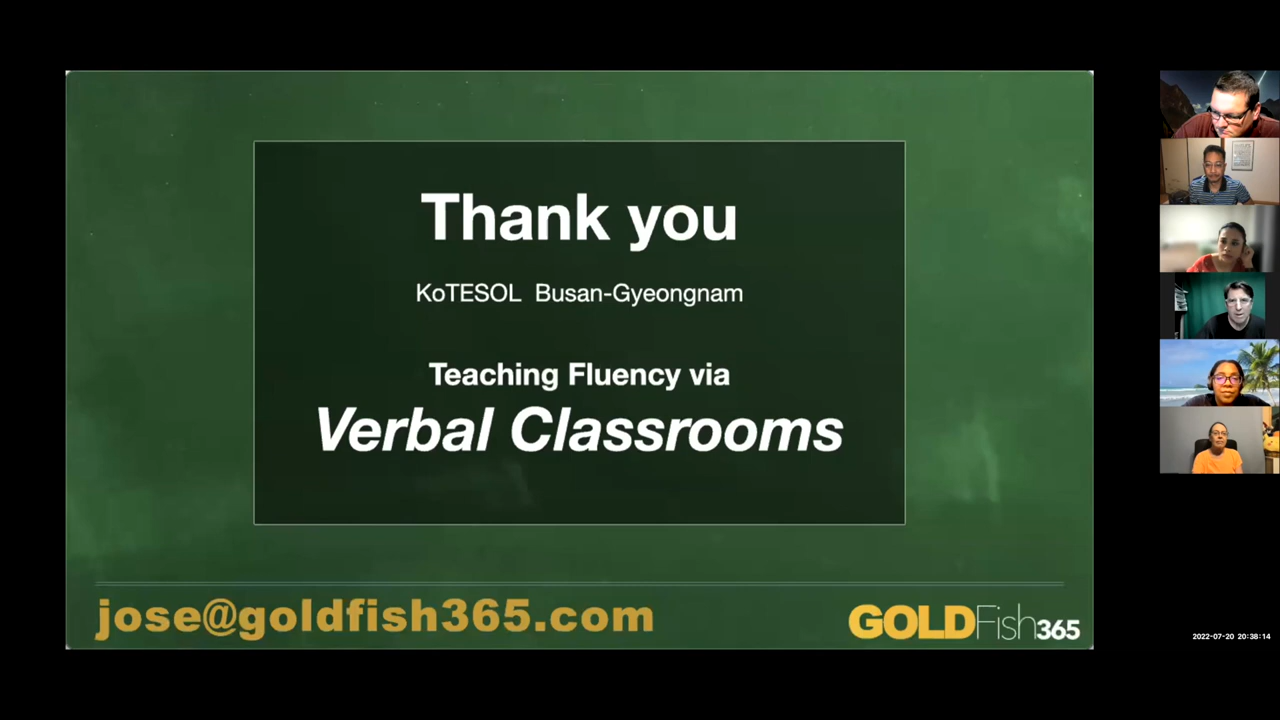 Thank you
KoTESOL Busan-Gyeongnam
Teaching Fluency via
Verbal Classrooms
jose@goldfish365.com
GOLDFish365
2022-07-20 20:38:14